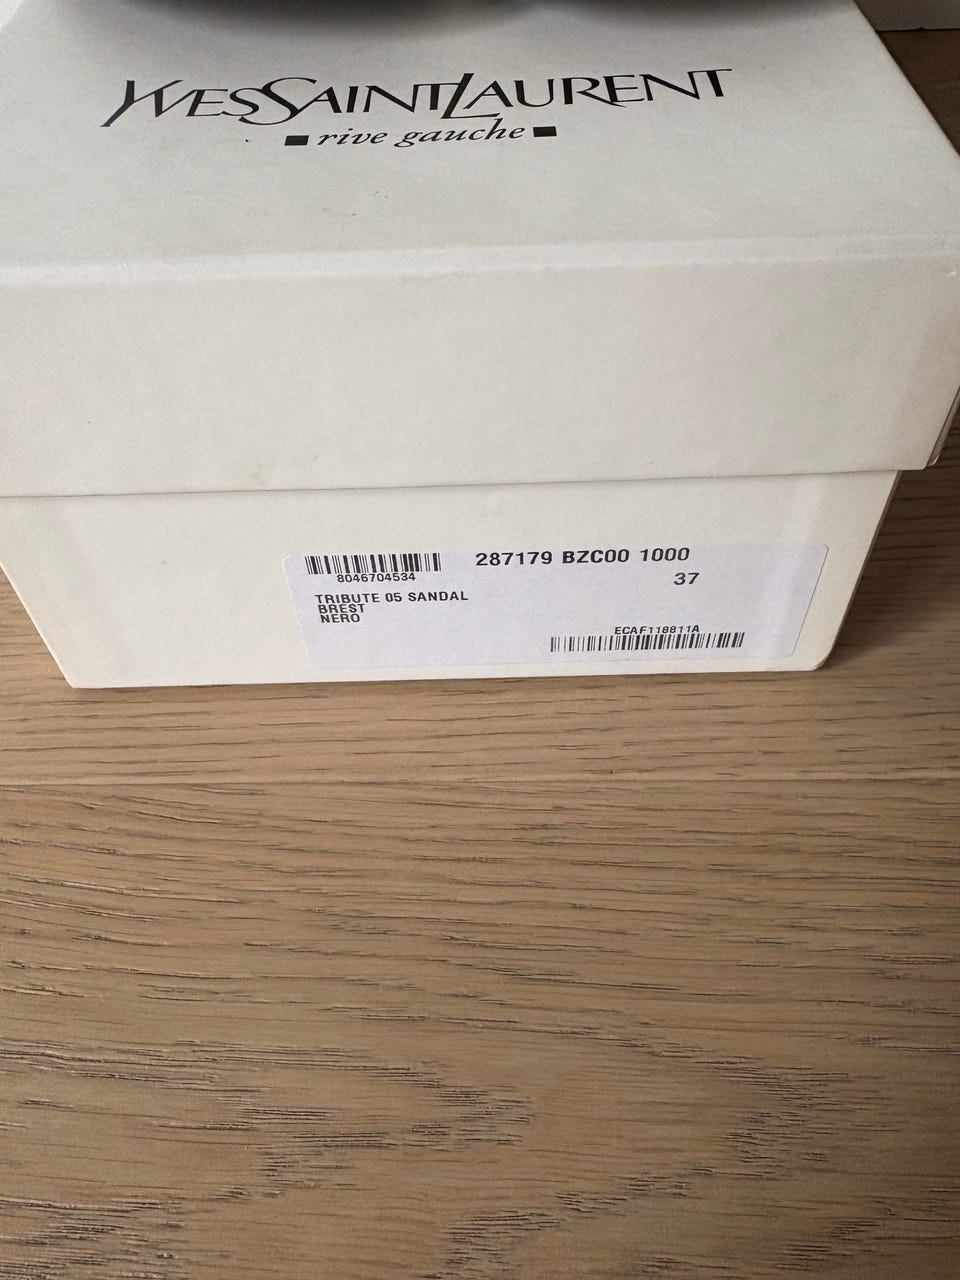 YVESSAINTLAURENT
rive gauche
287179 BZC00 1000
37
8046704534
TRIBUTE 05 SANDAL
BREST
NERO
ECAF118811A